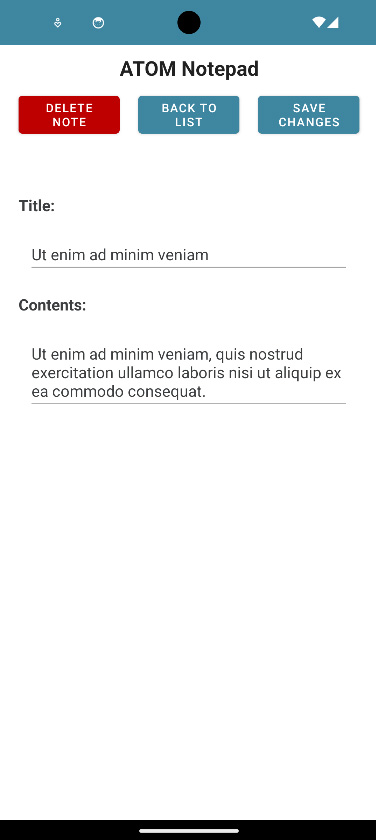 ATOM Notepad
DELETE
NOTE
BACK TO
LIST
SAVE
CHANGES
Title:
Ut enim ad minim veniam
Contents:
Ut enim ad minim veniam, quis nostrud
exercitation ullamco laboris nisi ut aliquip ex
ea commodo consequat.